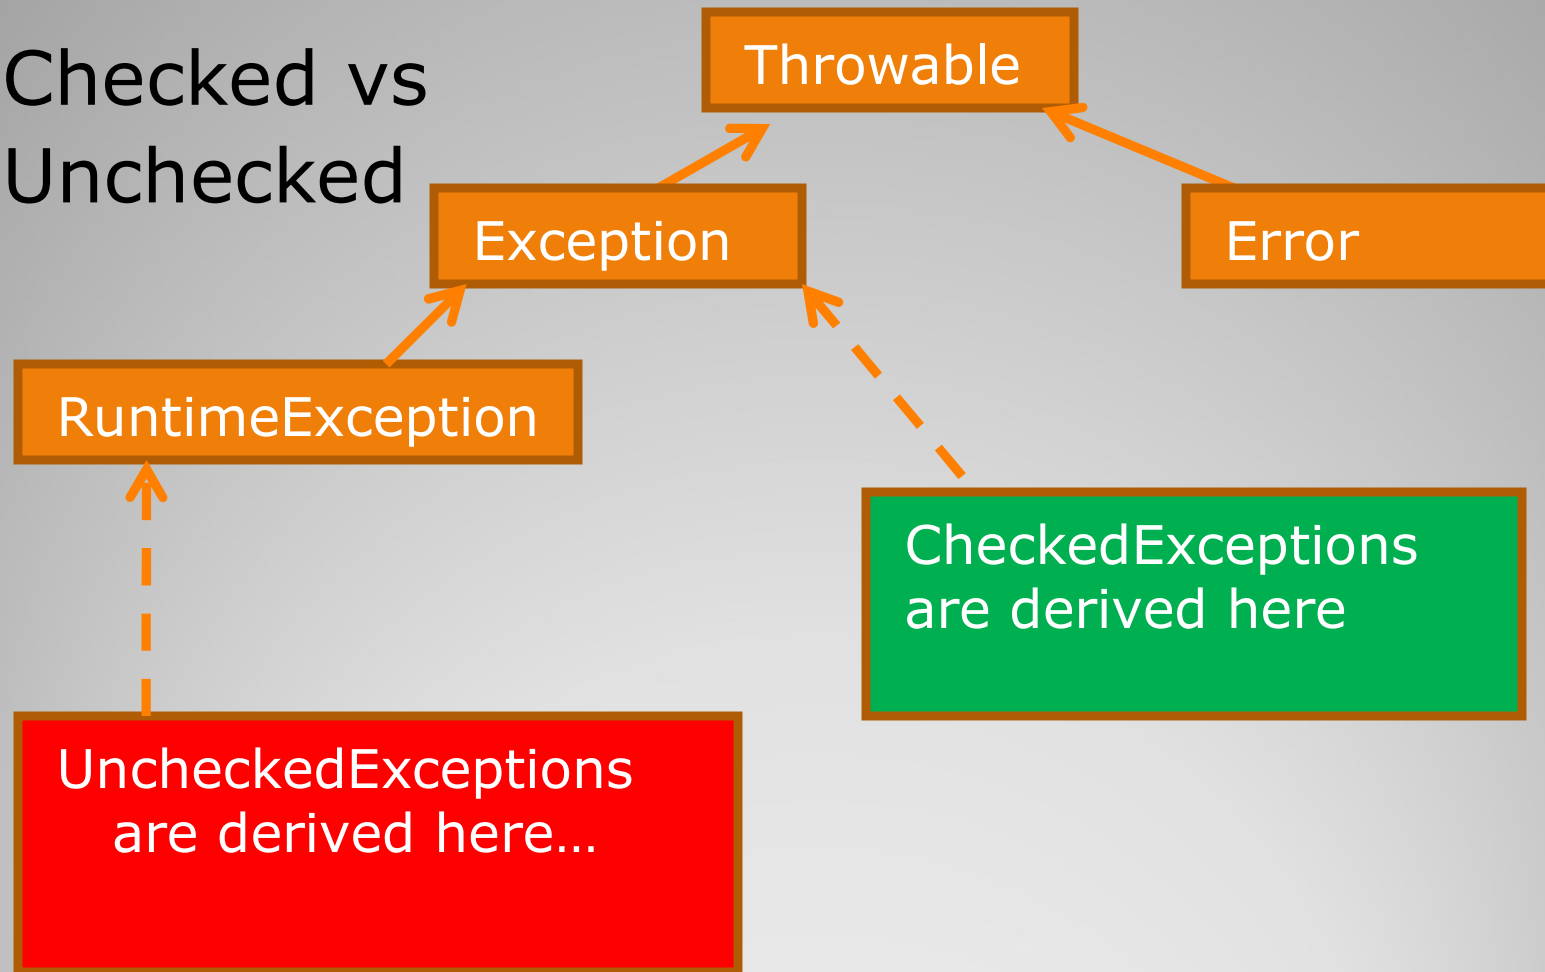 Checked vs
Unchecked
Throwable
Exception
Error
RuntimeException
CheckedExceptions
are derived here
UncheckedExceptions
are derived here…